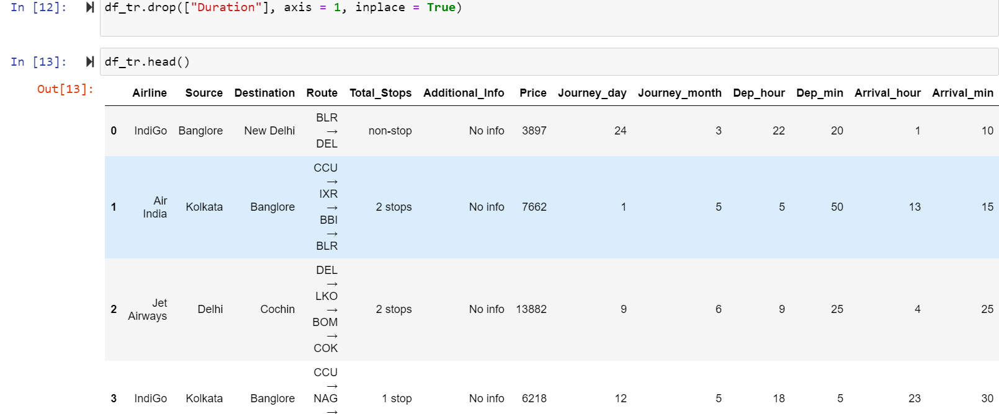 In [12]: df_tr.drop(["Duration"], axis = 1, inplace = True)
In [13]: df_tr.head()
Out[13]:
Airline Source Destination Route Total_Stops Additional_Info Price Journey_day Journey_month Dep_hour Dep_min Arrival_hour Arrival_min
0 IndiGo Banglore New Delhi BLR → DEL non-stop No info 3897 24 3 22 20 1 10
1 Air India Kolkata Banglore CCU → IXR → BBI → BLR 2 stops No info 7662 1 5 5 50 13 15
2 Jet Airways Delhi Cochin DEL → LKO → BOM → COK 2 stops No info 13882 9 6 9 25 4 25
3 IndiGo Kolkata Banglore CCU → NAG → 1 stop No info 6218 12 5 18 5 23 30